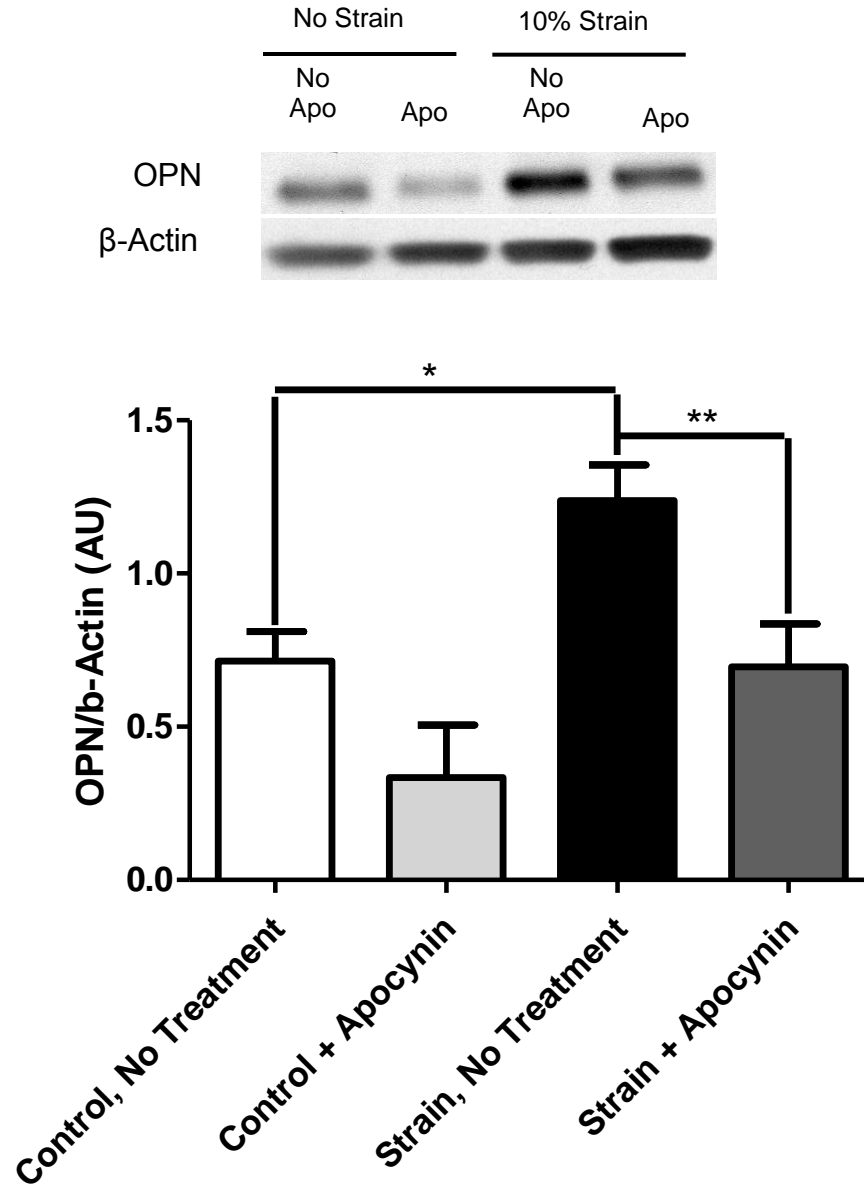 No Strain 10% Strain
No Apo Apo No Apo Apo
OPN
β-Actin
* **
OPN/b-Actin (AU)
1.5
1.0
0.5
0.0
Control, No Treatment
Control + Apocynin
Strain, No Treatment
Strain + Apocynin